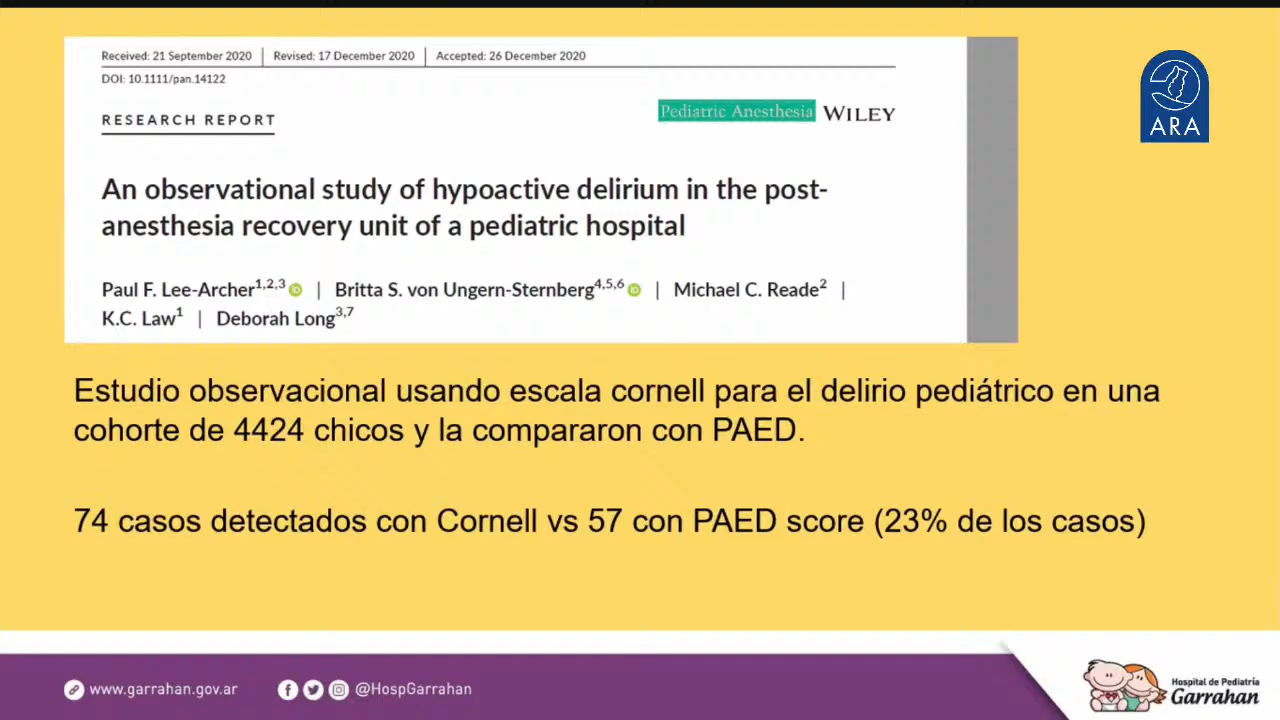 Received: 21 September 2020 | Revised: 17 December 2020 | Accepted: 26 December 2020
DOI: 10.1111/pan.14122
RESEARCH REPORT
Pediatric Anesthesia WILEY
ARA
An observational study of hypoactive delirium in the post-
anesthesia recovery unit of a pediatric hospital
Paul F. Lee-Archer1,2,3 | Britta S. von Ungern-Sternberg4,5,6 | Michael C. Reade2 |
K.C. Law1 | Deborah Long3,7
Estudio observacional usando escala cornell para el delirio pediátrico en una
cohorte de 4424 chicos y la compararon con PAED.
74 casos detectados con Cornell vs 57 con PAED score (23% de los casos)
www.garrahan.gov.ar @HospGarrahan
Hospital de Pediatría
Garrahan